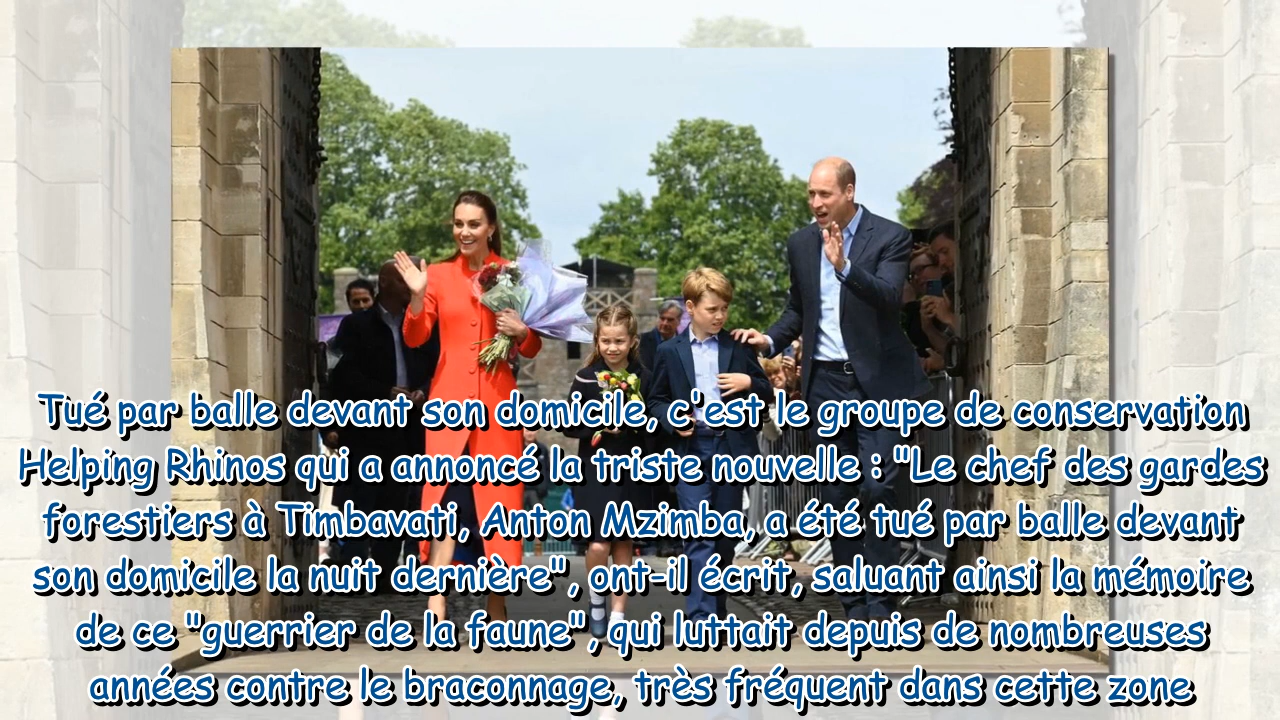 Tué par balle devant son domicile, c'est le groupe de conservation
Helping Rhinos qui a annoncé la triste nouvelle : "Le chef des gardes
forestiers à Timbavati, Anton Mzimba, a été tué par balle devant
son domicile la nuit dernière", ont-il écrit, saluant ainsi la mémoire
de ce "guerrier de la faune", qui luttait depuis de nombreuses
années contre le braconnage, très fréquent dans cette zone